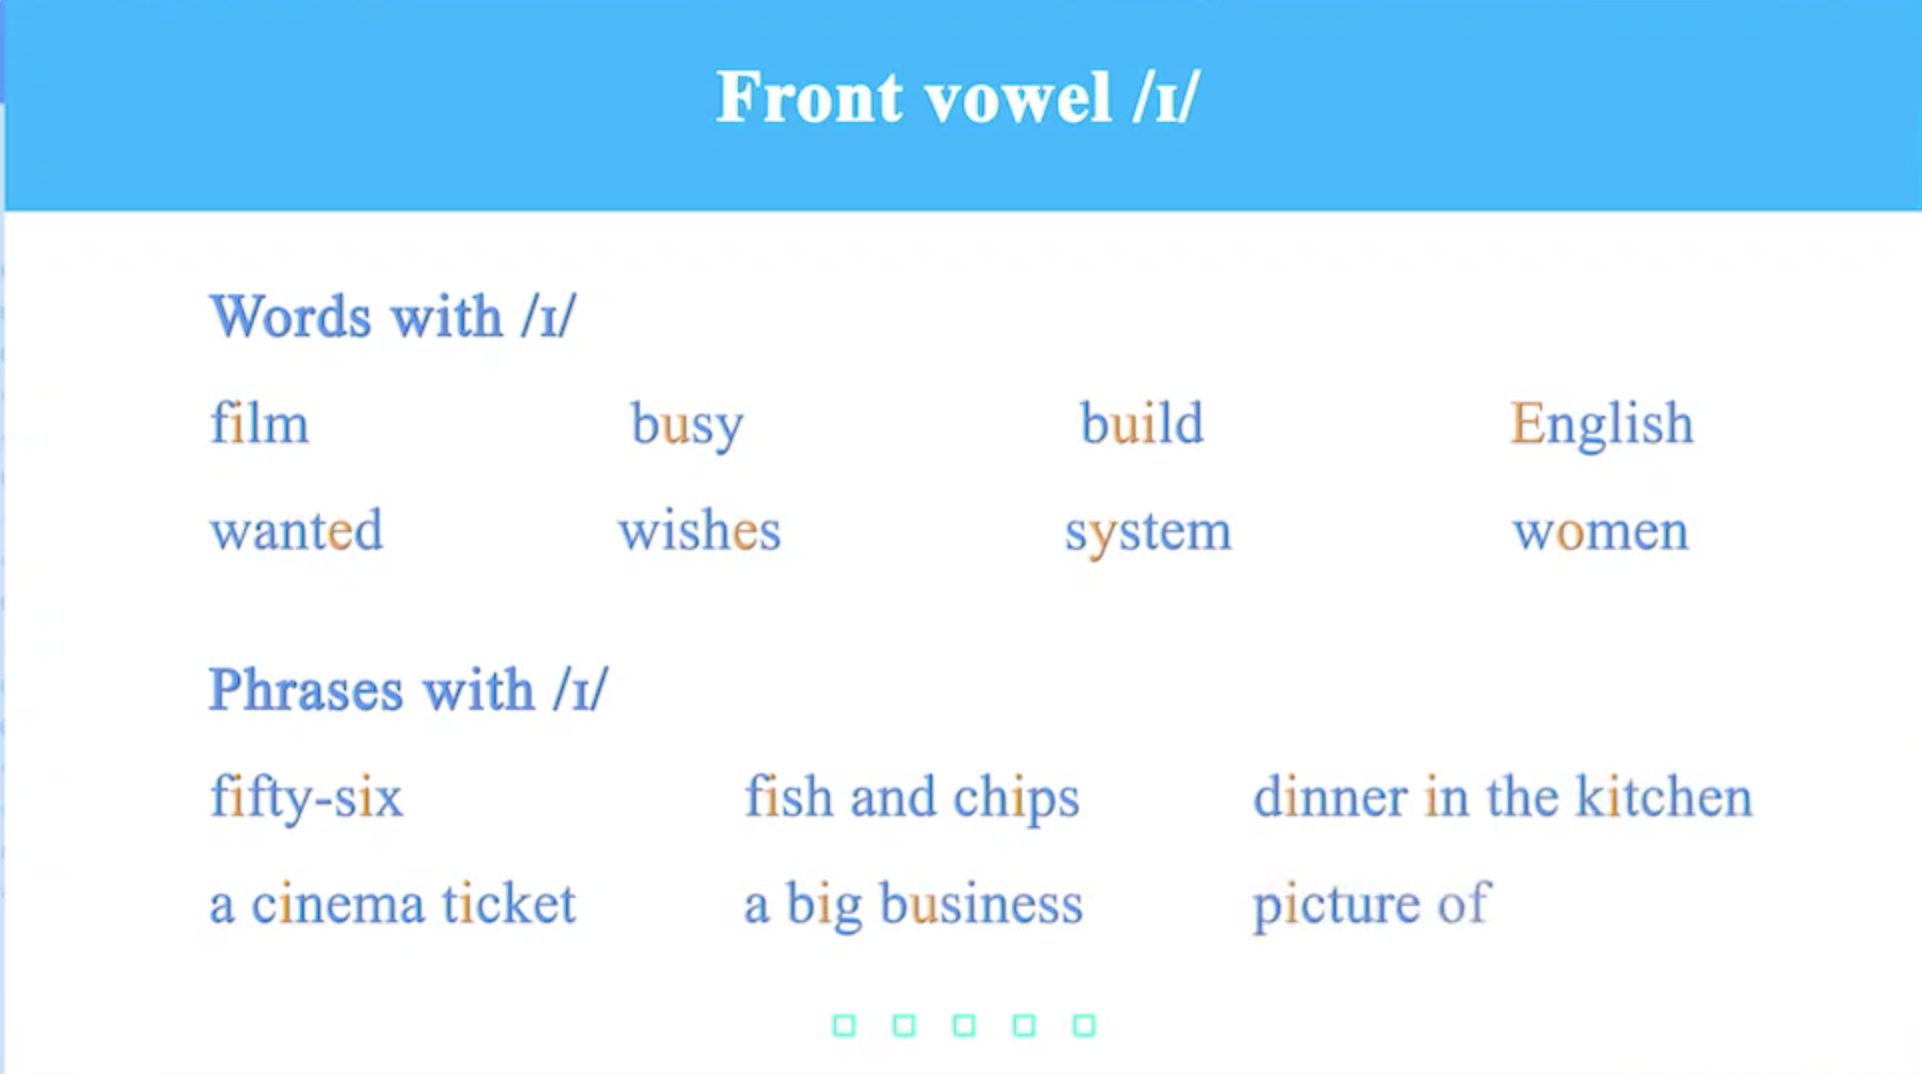 Front vowel /ɪ/
Words with /ɪ/
film busy build English
wanted wishes system women
Phrases with /ɪ/
fifty-six fish and chips dinner in the kitchen
a cinema ticket a big business picture of